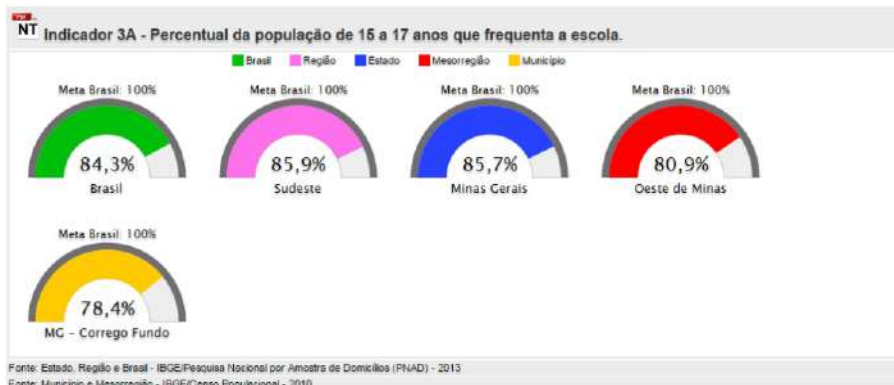 NT Indicador 3A - Percentual da população de 15 a 17 anos que frequenta a escola.
Brasil Região Estado Mesorregião Município
Meta Brasil: 100% Meta Brasil: 100% Meta Brasil: 100% Meta Brasil: 100%
84,3% 85,9% 85,7% 80,9%
Brasil Sudeste Minas Gerais Oeste de Minas
Meta Brasil: 100%
78,4%
MG - Corrego Fundo
Fonte: Estado, Região e Brasil - IBGE/Pesquisa Nacional por Amostra de Domicílios (PNAD) - 2013
Fonte: Município e Mesorregião - IBGE/Censo Populacional - 2010